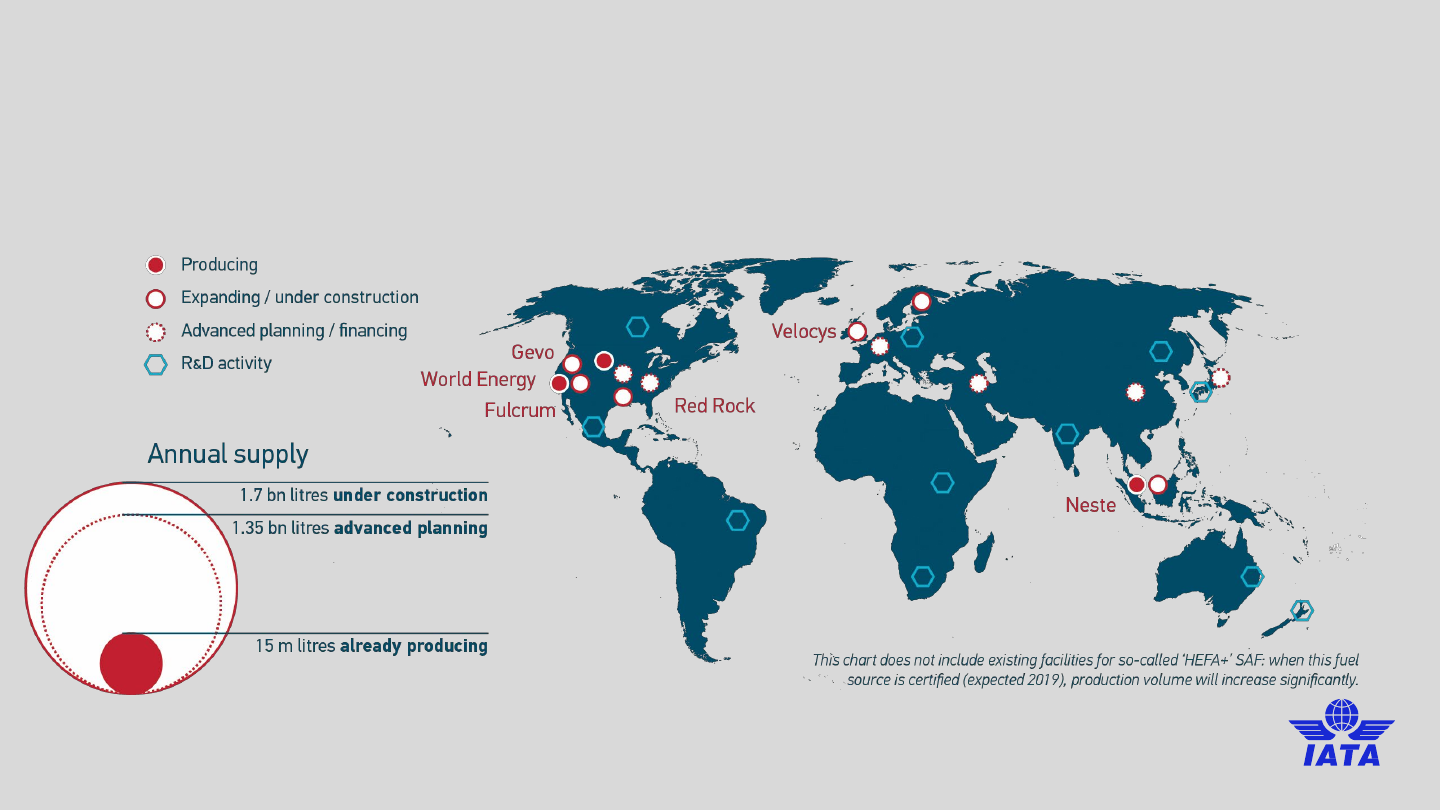 Producing
Expanding / under construction
Advanced planning / financing
R&D activity
Gevo
World Energy
Fulcrum
Red Rock
Velocys
Neste
Annual supply
1.7 bn litres under construction
1.35 bn litres advanced planning
15 m litres already producing
This chart does not include existing facilities for so-called ‘HEFA+’ SAF: when this fuel
source is certified (expected 2019), production volume will increase significantly.
IATA